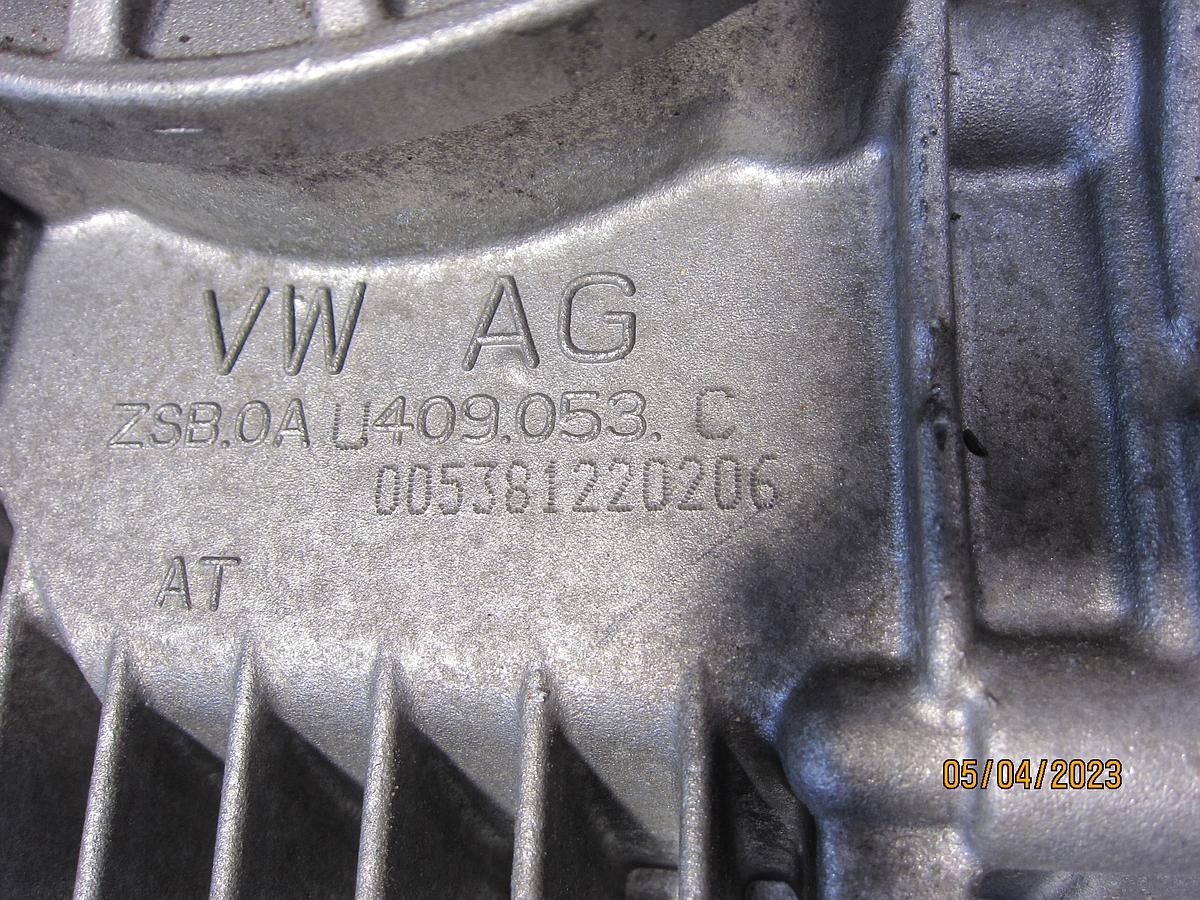 VW AG
ZSB.0A U409.053. C
005381220206
AT
05/04/2023